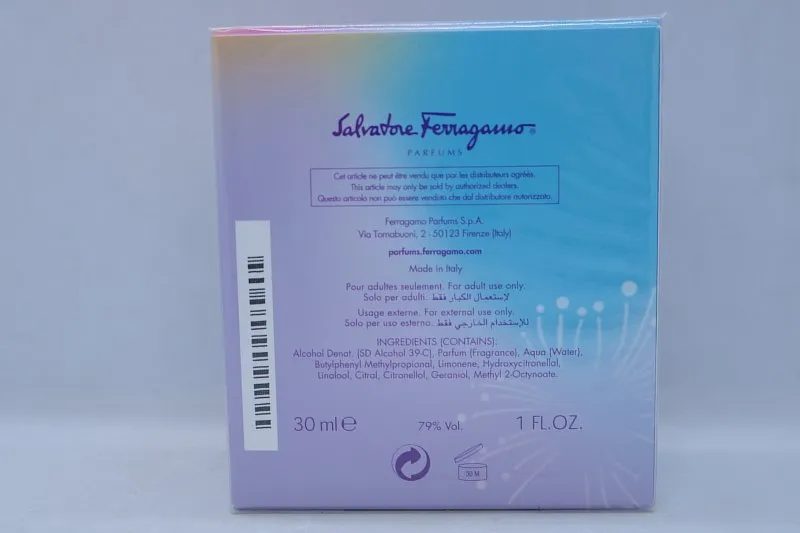 Salvatore Ferragamo®
PARFUMS
Cet article ne peut être vendu que par les distributeurs agréés.
This article may only be sold by authorized dealers.
Questo articolo non può essere venduto che dal distributore autorizzato.
Ferragamo Parfums S.p.A.
Via Tornabuoni, 2 - 50123 Firenze (Italy)
parfums.ferragamo.com
Made in Italy
Pour adultes seulement. For adult use only.
Solo per adulti. لإستعمال الكبار فقط.
Usage externe. For external use only.
Solo per uso esterno. للإستخدام الخارجي فقط.
INGREDIENTS (CONTAINS):
Alcohol Denat. (SD Alcohol 39-C), Parfum (Fragrance), Aqua (Water),
Butylphenyl Methylpropional, Limonene, Hydroxycitronellal,
Linalool, Citral, Citronellol, Geraniol, Methyl 2-Octynoate.
30 ml ℮ 79% Vol. 1 FL.OZ.